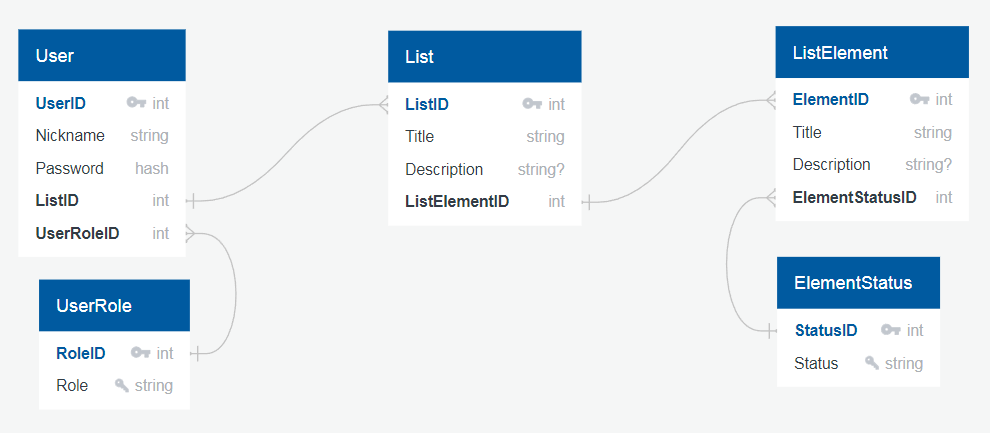 User
UserID int
Nickname string
Password hash
ListID int
UserRoleID int
UserRole
RoleID int
Role string
List
ListID int
Title string
Description string?
ListElementID int
ListElement
ElementID int
Title string
Description string?
ElementStatusID int
ElementStatus
StatusID int
Status string